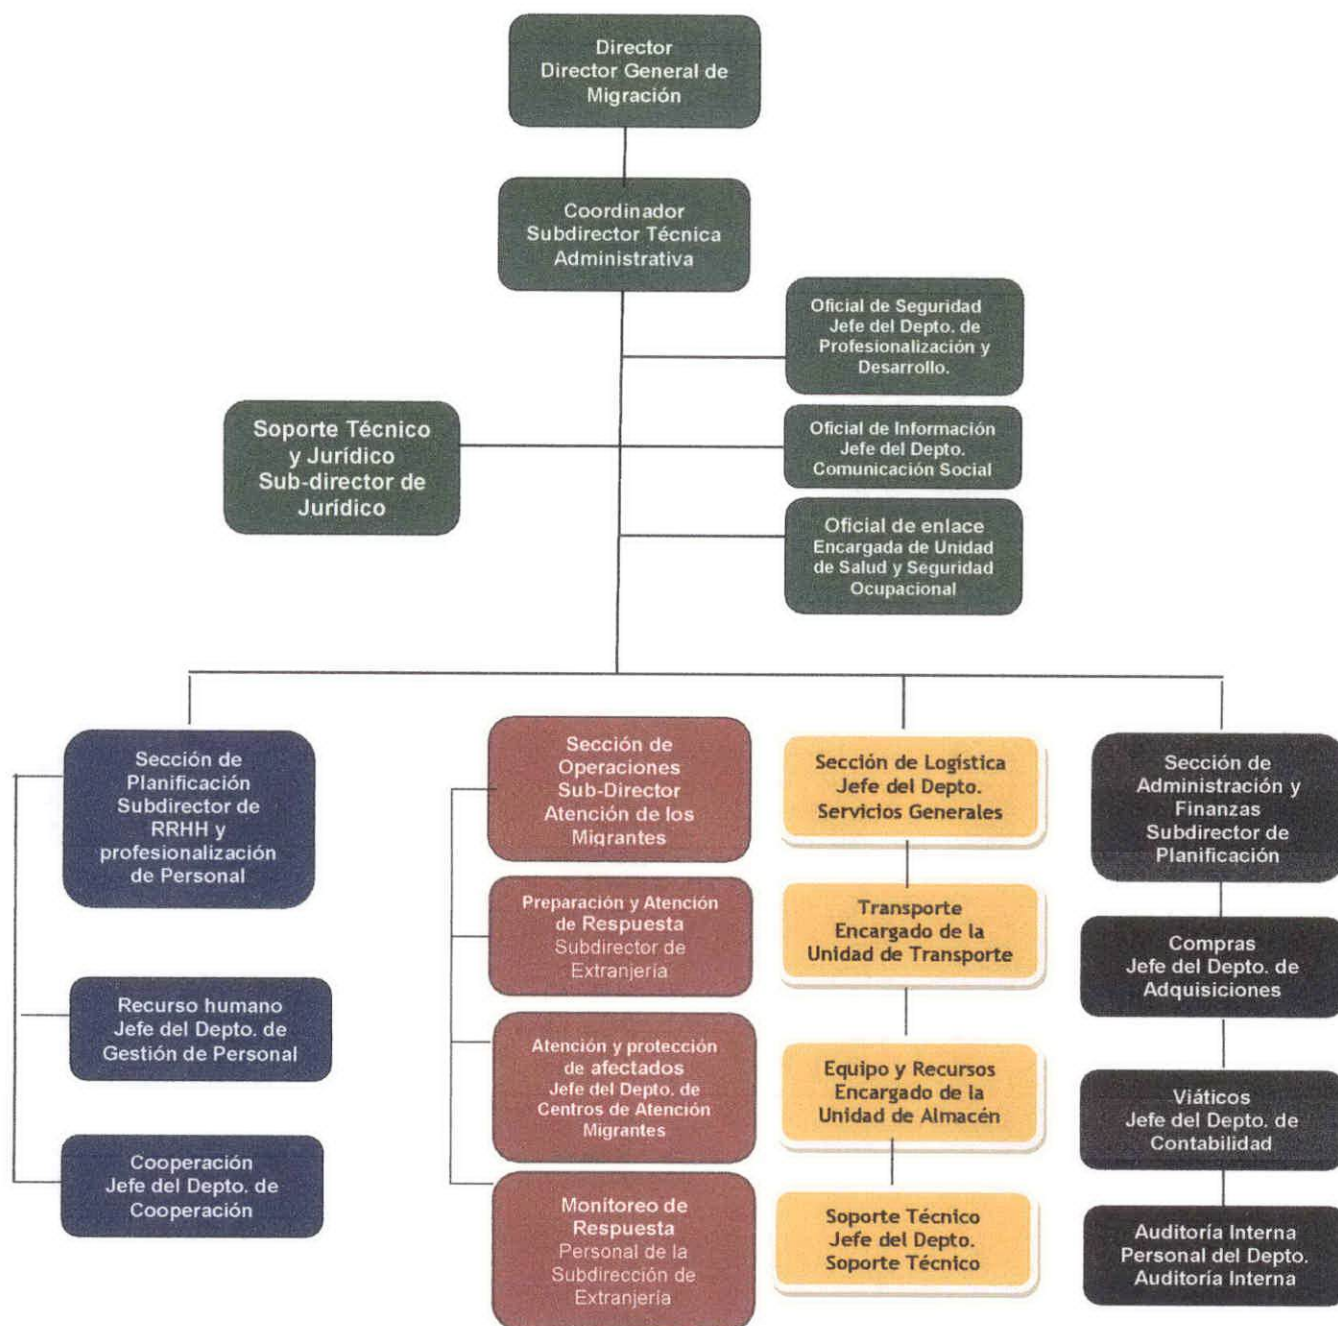 Director
Director General de
Migración
Coordinador
Subdirector Técnica
Administrativa
Oficial de Seguridad
Jefe del Depto. de
Profesionalización y
Desarrollo.
Soporte Técnico
y Jurídico
Sub-director de
Jurídico
Oficial de Información
Jefe del Depto.
Comunicación Social
Oficial de enlace
Encargada de Unidad
de Salud y Seguridad
Ocupacional
Sección de
Planificación
Subdirector de
RRHH y
profesionalización
de Personal
Recurso humano
Jefe del Depto. de
Gestión de Personal
Cooperación
Jefe del Depto. de
Cooperación
Sección de
Operaciones
Sub-Director
Atención de los
Migrantes
Preparación y Atención
de Respuesta
Subdirector de
Extranjería
Atención y protección
de afectados
Jefe del Depto. de
Centros de Atención
Migrantes
Monitoreo de
Respuesta
Personal de la
Subdirección de
Extranjería
Sección de Logística
Jefe del Depto.
Servicios Generales
Transporte
Encargado de la
Unidad de Transporte
Equipo y Recursos
Encargado de la
Unidad de Almacén
Soporte Técnico
Jefe del Depto.
Soporte Técnico
Sección de
Administración y
Finanzas
Subdirector de
Planificación
Compras
Jefe del Depto. de
Adquisiciones
Viáticos
Jefe del Depto. de
Contabilidad
Auditoría Interna
Personal del Depto.
Auditoría Interna